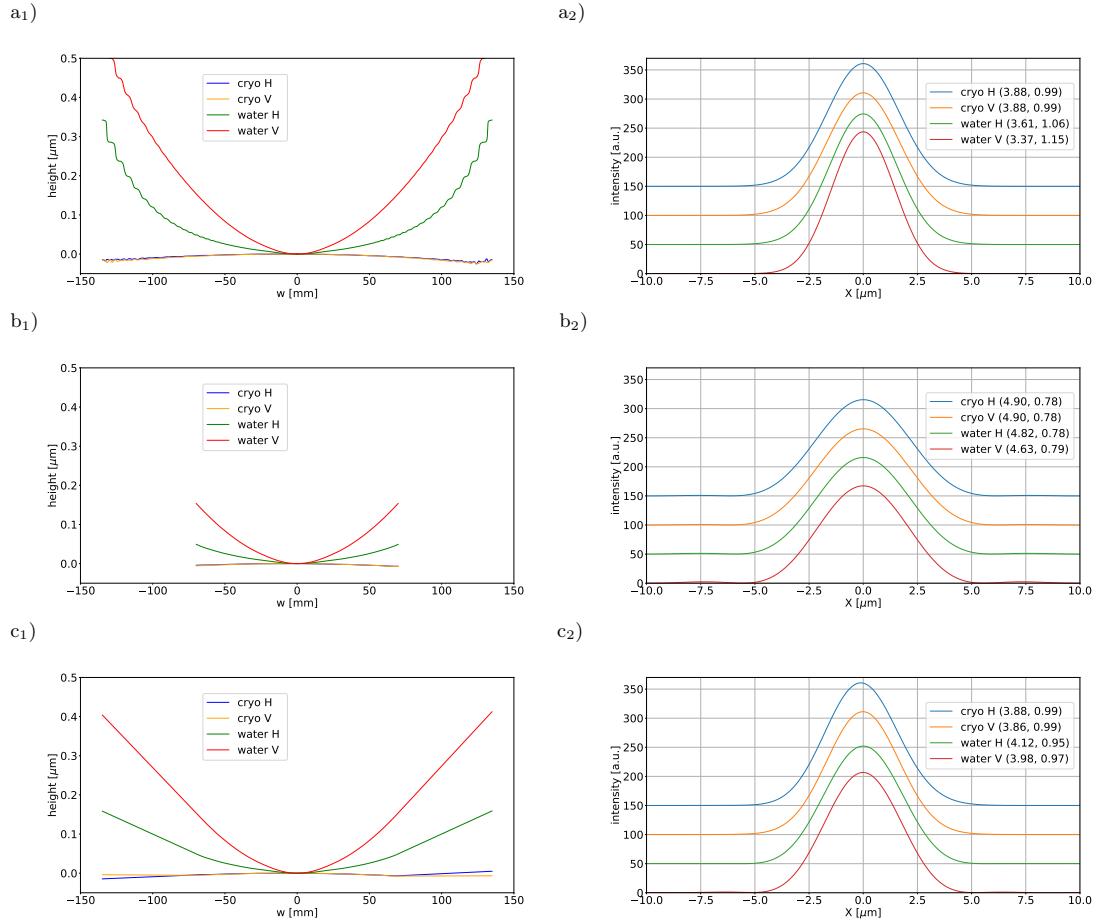 a₁)
a₂)
0.5
0.4
0.3
0.2
0.1
0.0
height [μm]
cryo H
cryo V
water H
water V
−150 −100 −50 0 50 100 150
w [mm]
350
300
250
200
150
100
50
0
intensity [a.u.]
cryo H (3.88, 0.99)
cryo V (3.88, 0.99)
water H (3.61, 1.06)
water V (3.37, 1.15)
−10.0 −7.5 −5.0 −2.5 0.0 2.5 5.0 7.5 10.0
X [μm]
b₁)
b₂)
0.5
0.4
0.3
0.2
0.1
0.0
height [μm]
cryo H
cryo V
water H
water V
−150 −100 −50 0 50 100 150
w [mm]
350
300
250
200
150
100
50
0
intensity [a.u.]
cryo H (4.90, 0.78)
cryo V (4.90, 0.78)
water H (4.82, 0.78)
water V (4.63, 0.79)
−10.0 −7.5 −5.0 −2.5 0.0 2.5 5.0 7.5 10.0
X [μm]
c₁)
c₂)
0.5
0.4
0.3
0.2
0.1
0.0
height [μm]
cryo H
cryo V
water H
water V
−150 −100 −50 0 50 100 150
w [mm]
350
300
250
200
150
100
50
0
intensity [a.u.]
cryo H (3.88, 0.99)
cryo V (3.86, 0.99)
water H (4.12, 0.95)
water V (3.98, 0.97)
−10.0 −7.5 −5.0 −2.5 0.0 2.5 5.0 7.5 10.0
X [μm]